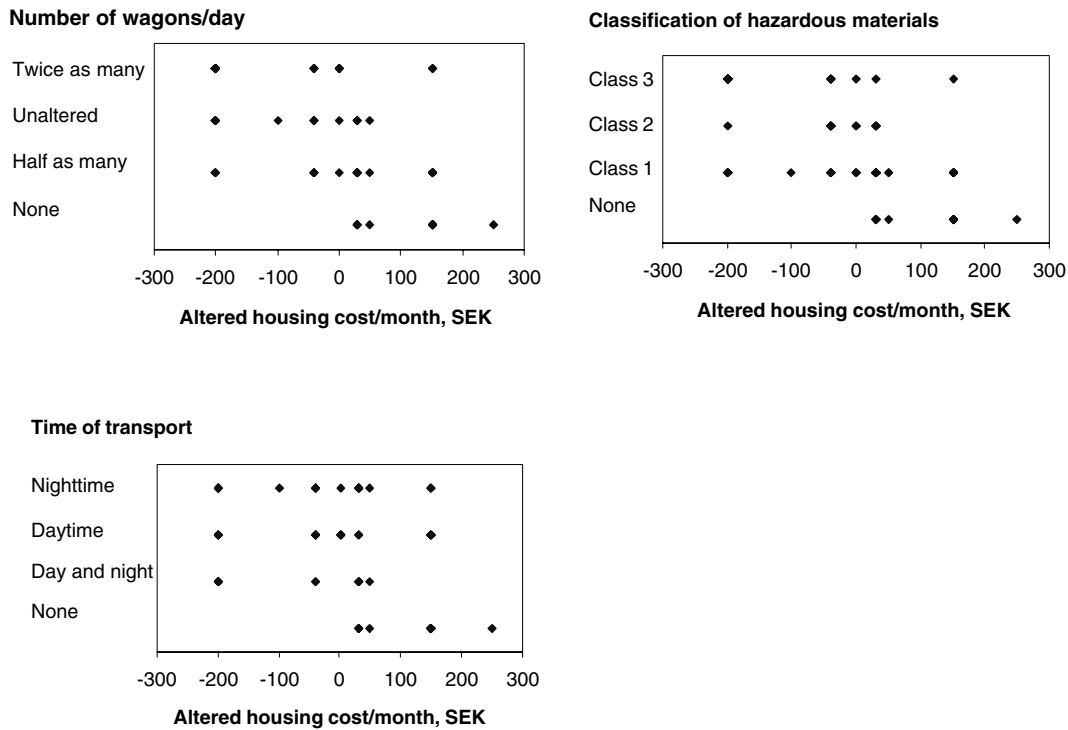 Number of wagons/day
Twice as many
Unaltered
Half as many
None
-300 -200 -100 0 100 200 300
Altered housing cost/month, SEK
Classification of hazardous materials
Class 3
Class 2
Class 1
None
-300 -200 -100 0 100 200 300
Altered housing cost/month, SEK
Time of transport
Nighttime
Daytime
Day and night
None
-300 -200 -100 0 100 200 300
Altered housing cost/month, SEK